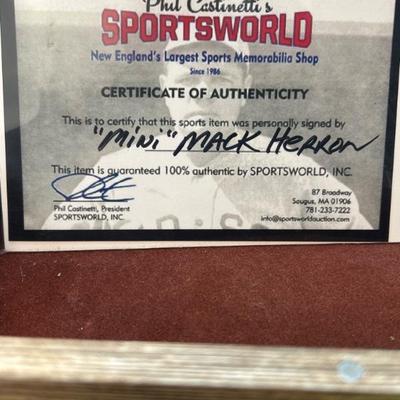 Phil Castinetti's
SPORTSWORLD
New England's Largest Sports Memorabilia Shop
Since 1986
CERTIFICATE OF AUTHENTICITY
This is to certify that this sports item was personally signed by
"MINI" MACK HERRON
This item is guaranteed 100% authentic by SPORTSWORLD, INC.
Phil Castinetti, President
SPORTSWORLD, INC.
87 Broadway
Saugus, MA 01906
781-233-7222
info@sportsworldauction.com